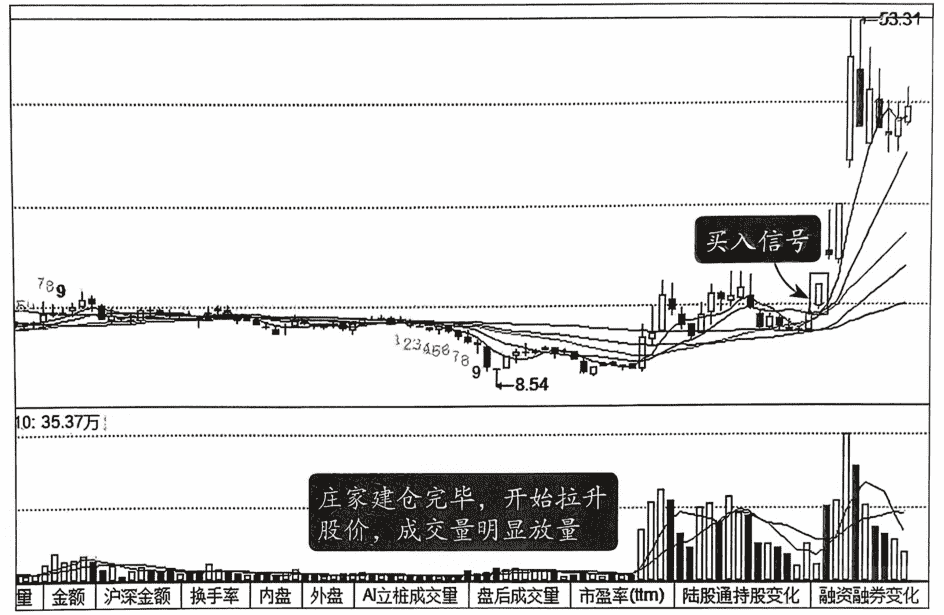 53.31
买入信号
789
123456789
8.54
10: 35.37万
庄家建仓完毕，开始拉升
股价，成交量明显放量
量 金额 沪深金额 换手率 内盘 外盘 AI立桩成交量 盘后成交量 市盈率(ttm) 陆股通持股变化 融资融券变化